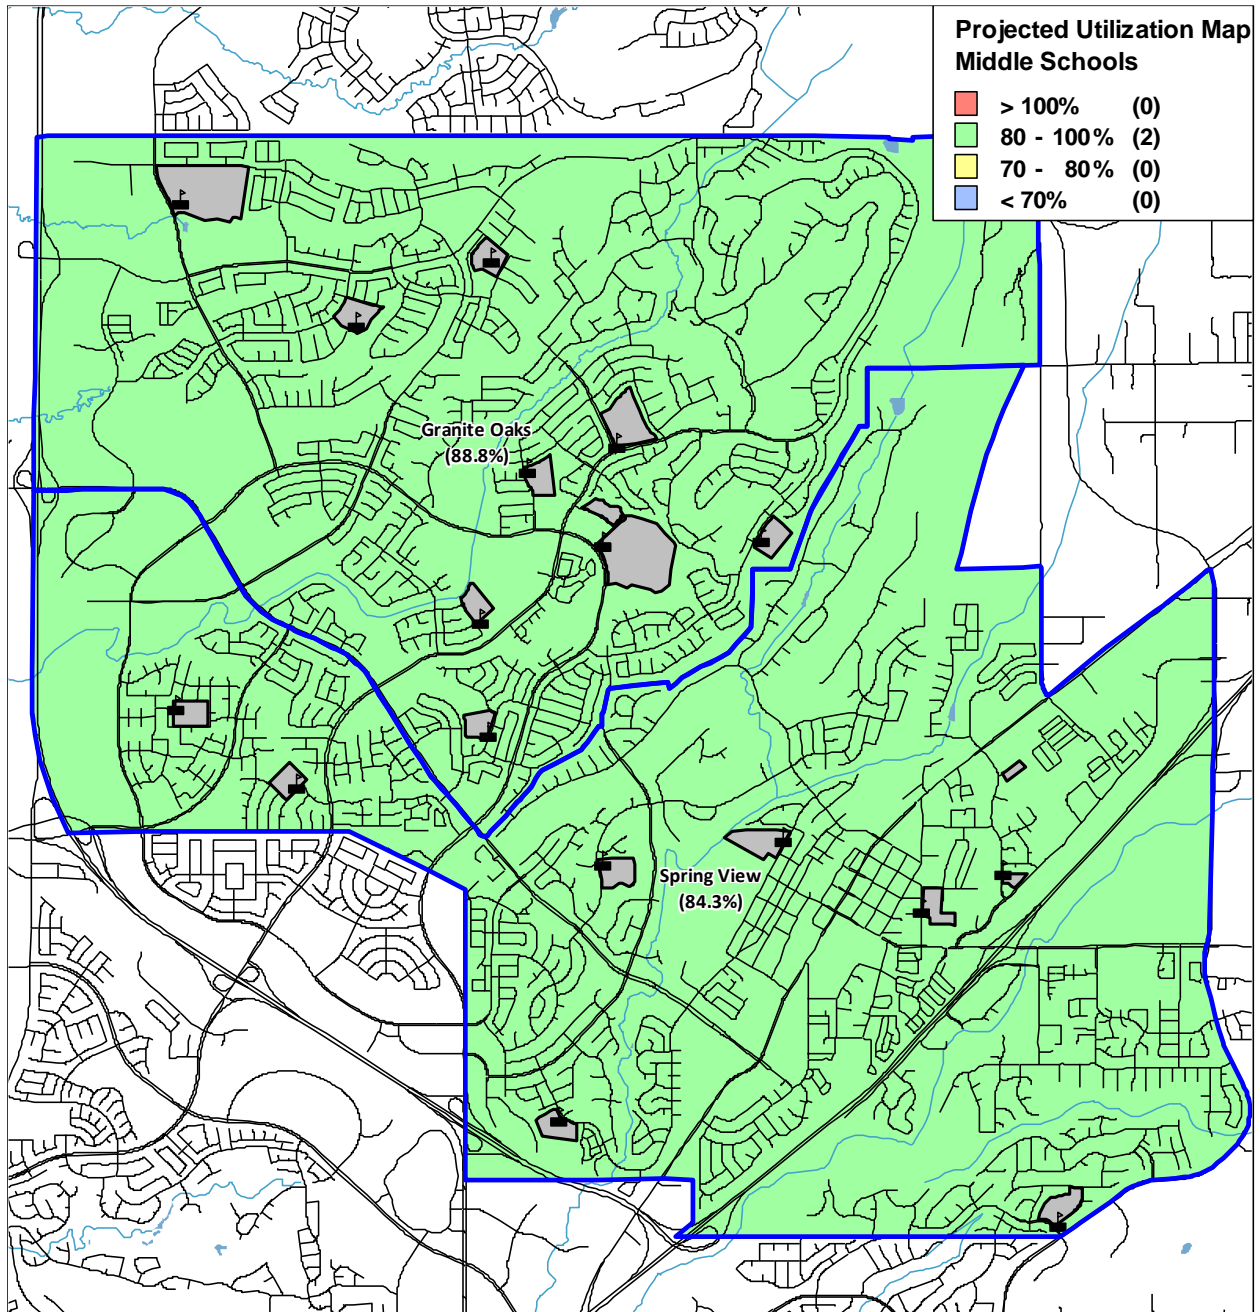 Projected Utilization Map
Middle Schools
> 100% (0)
80 - 100% (2)
70 - 80% (0)
< 70% (0)
Granite Oaks
(88.8%)
Spring View
(84.3%)